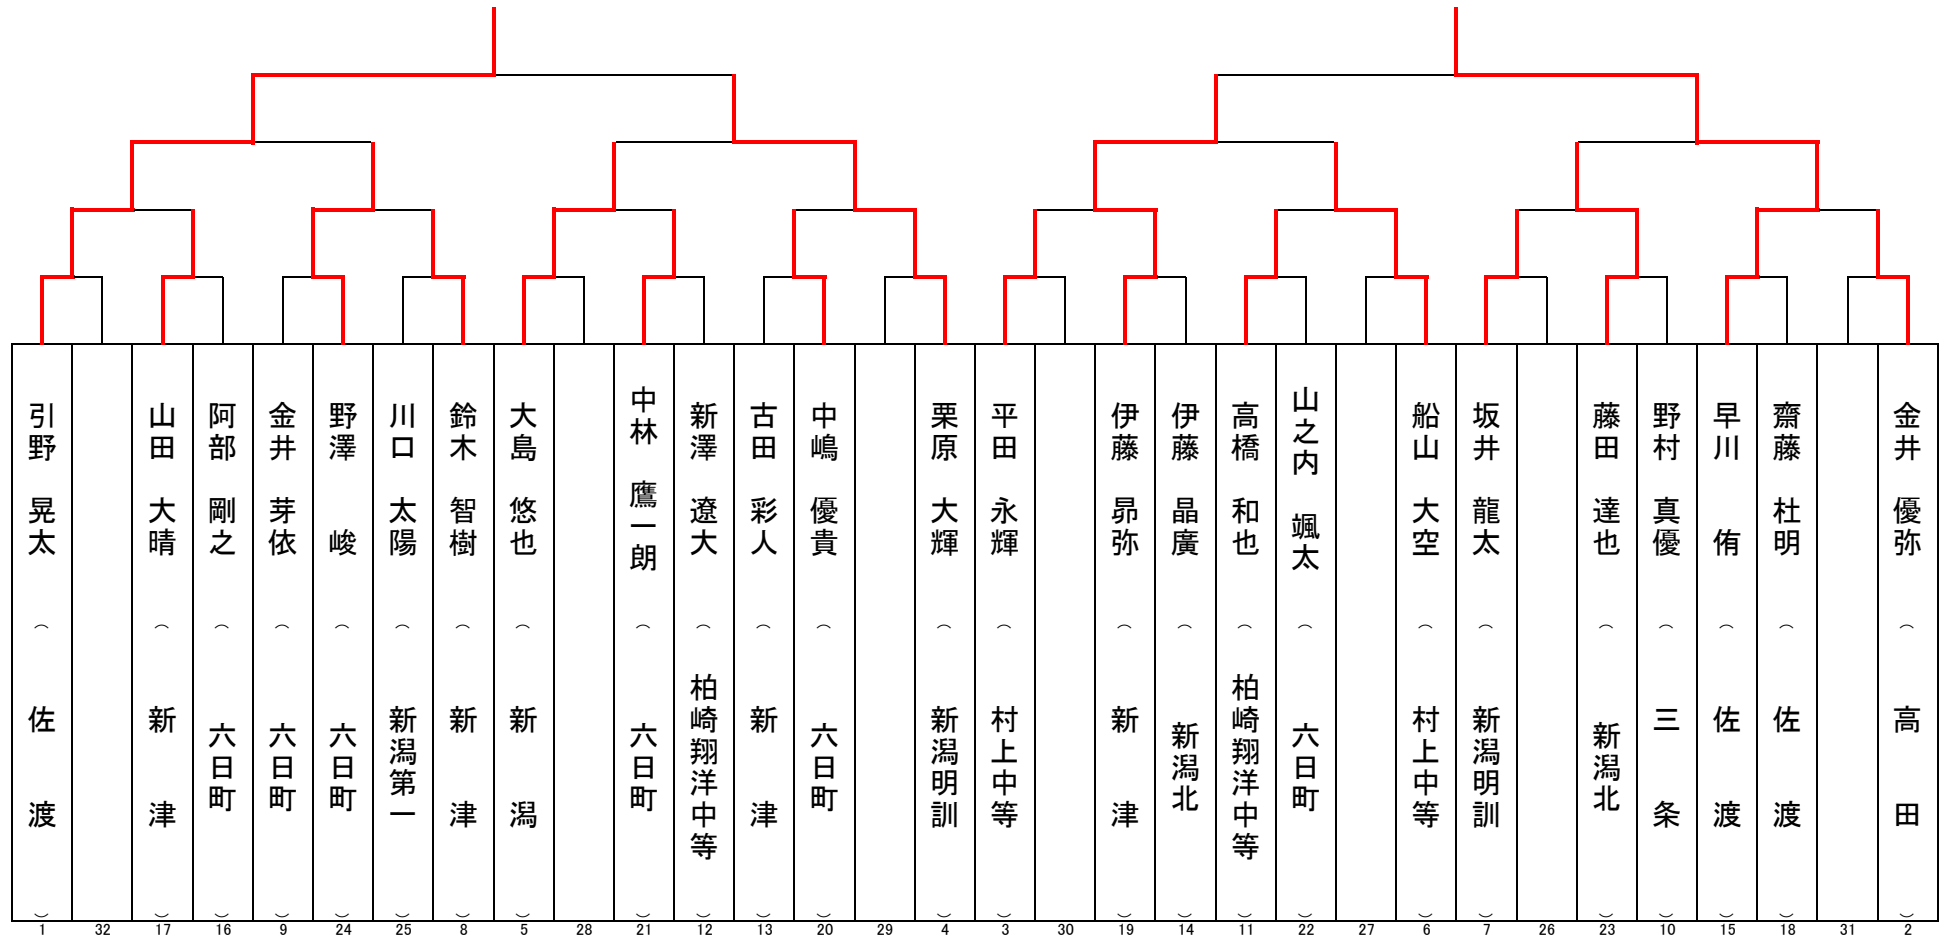 引野 晃太 （ 佐渡 ）
山田 大晴 （ 新津 ）
阿部 剛之 （ 六日町 ）
金井 芽依 （ 六日町 ）
野澤 峻 （ 六日町 ）
川口 太陽 （ 新潟第一 ）
鈴木 智樹 （ 新津 ）
大島 悠也 （ 新潟 ）
中林 鷹一朗 （ 六日町 ）
新澤 遼大 （ 柏崎翔洋中等 ）
古田 彩人 （ 新津 ）
中嶋 優貴 （ 六日町 ）
栗原 大輝 （ 新潟明訓 ）
平田 永輝 （ 村上中等 ）
伊藤 昴弥 （ 新津 ）
伊藤 晶廣 （ 新潟北 ）
高橋 和也 （ 柏崎翔洋中等 ）
山之内 颯太 （ 六日町 ）
船山 大空 （ 村上中等 ）
坂井 龍太 （ 新潟明訓 ）
藤田 達也 （ 新潟北 ）
野村 真優 （ 三条 ）
早川 侑 （ 佐渡 ）
齋藤 杜明 （ 佐渡 ）
金井 優弥 （ 高田 ）
1 32 17 16 9 24 25 8 5 28 21 12 13 20 29 4 3 30 19 14 11 22 27 6 7 26 23 10 15 18 31 2